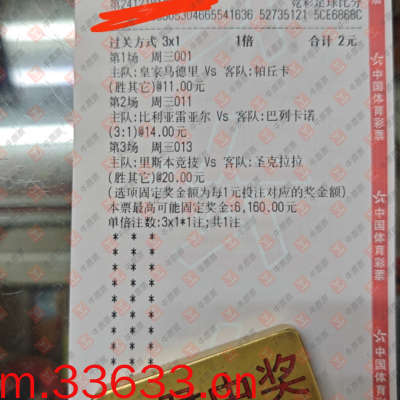 竞彩足球比分
05304665541636 52735121 5CE6868C
过关方式 3x1 1倍 合计 2元
第1场 周三001
主队:皇家马德里 Vs 客队:帕丘卡
(胜其它)@11.00元
第2场 周三011
主队:比利亚雷亚尔 Vs 客队:巴列卡诺
(3:1)@14.00元
第3场 周三013
主队:里斯本竞技 Vs 客队:圣克拉拉
(胜其它)@20.00元
(选项固定奖金额为每1元投注对应的奖金额)
本票最高可能固定奖金:6,160.00元
单倍注数:3x1*1注;共1注
中国体育彩票
中国体育彩票
中国体育彩票
m.33633.cn
奖